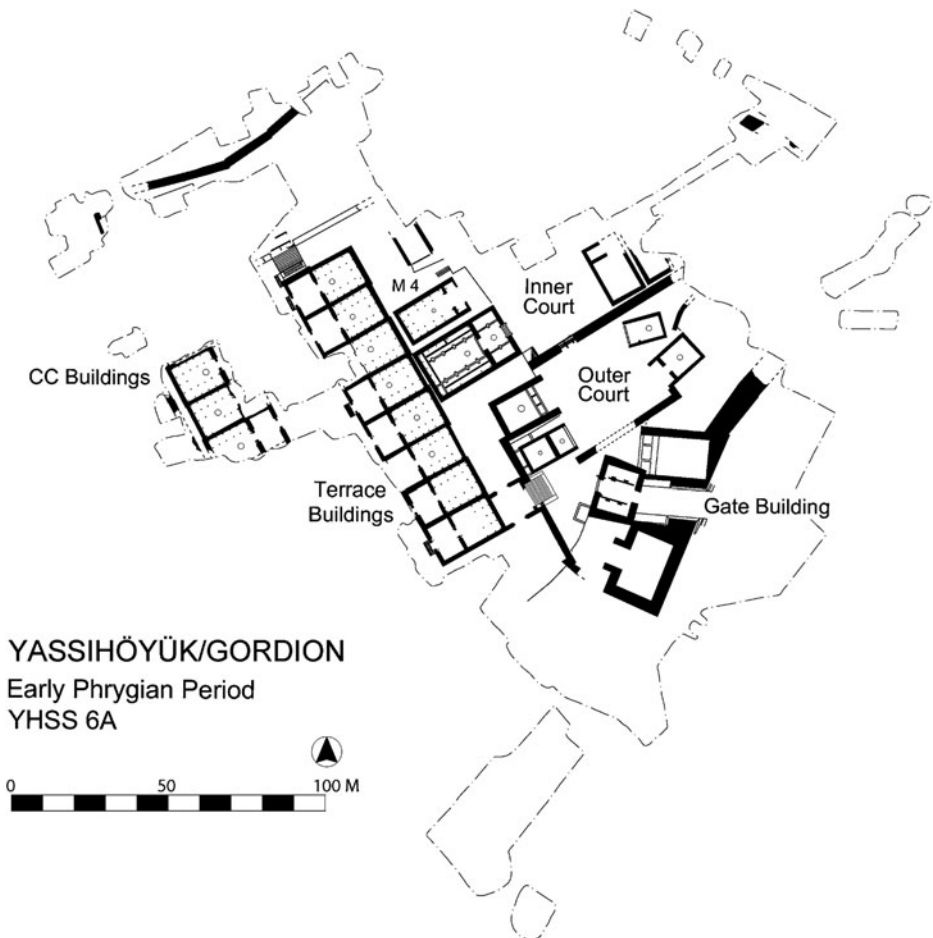 M 4
Inner
Court
CC Buildings
Outer
Court
Terrace
Buildings
Gate Building
YASSIHÖYÜK/GORDION
Early Phrygian Period
YHSS 6A
0 50 100 M